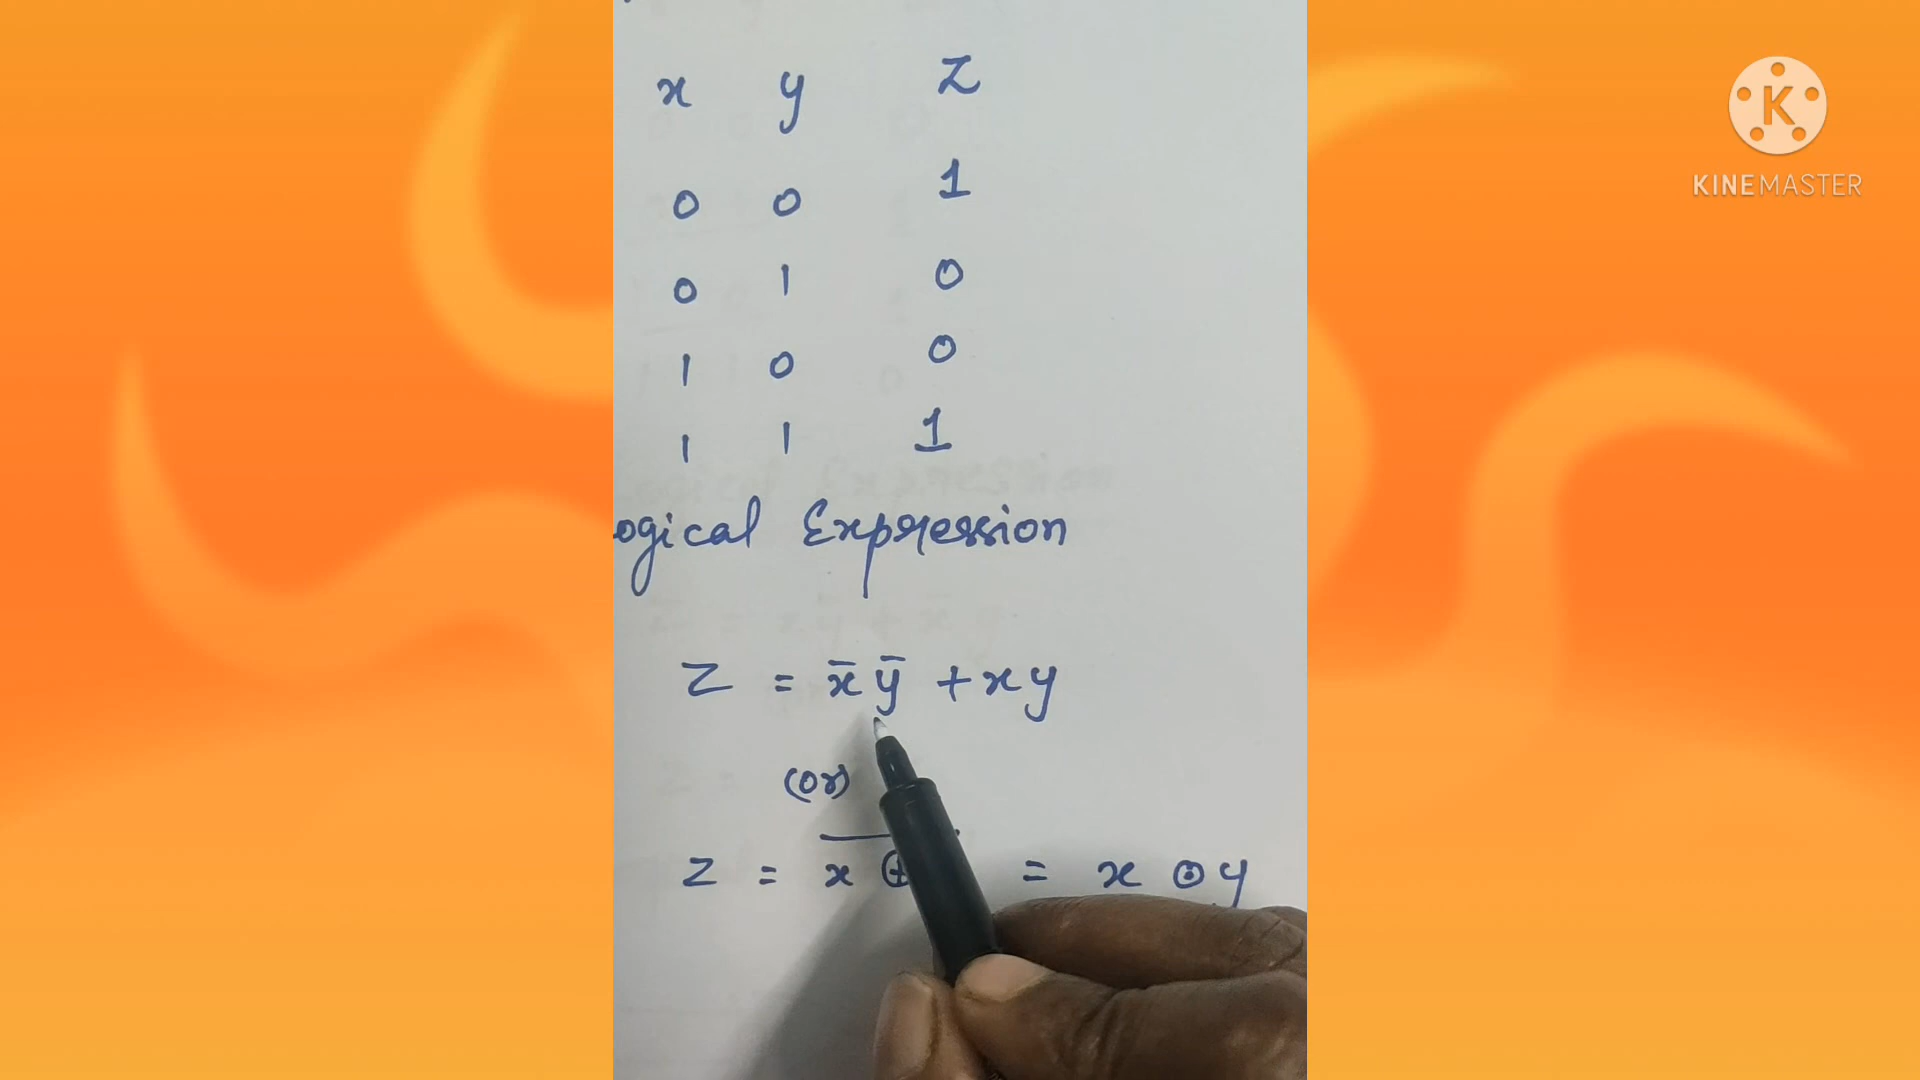 x y Z
0 0 1
0 1 0
1 0 0
1 1 1
ogical Expression
Z = x̄ ȳ + xy
(or)
Z = x ⊕ = x ⊙ y
K
KINEMASTER